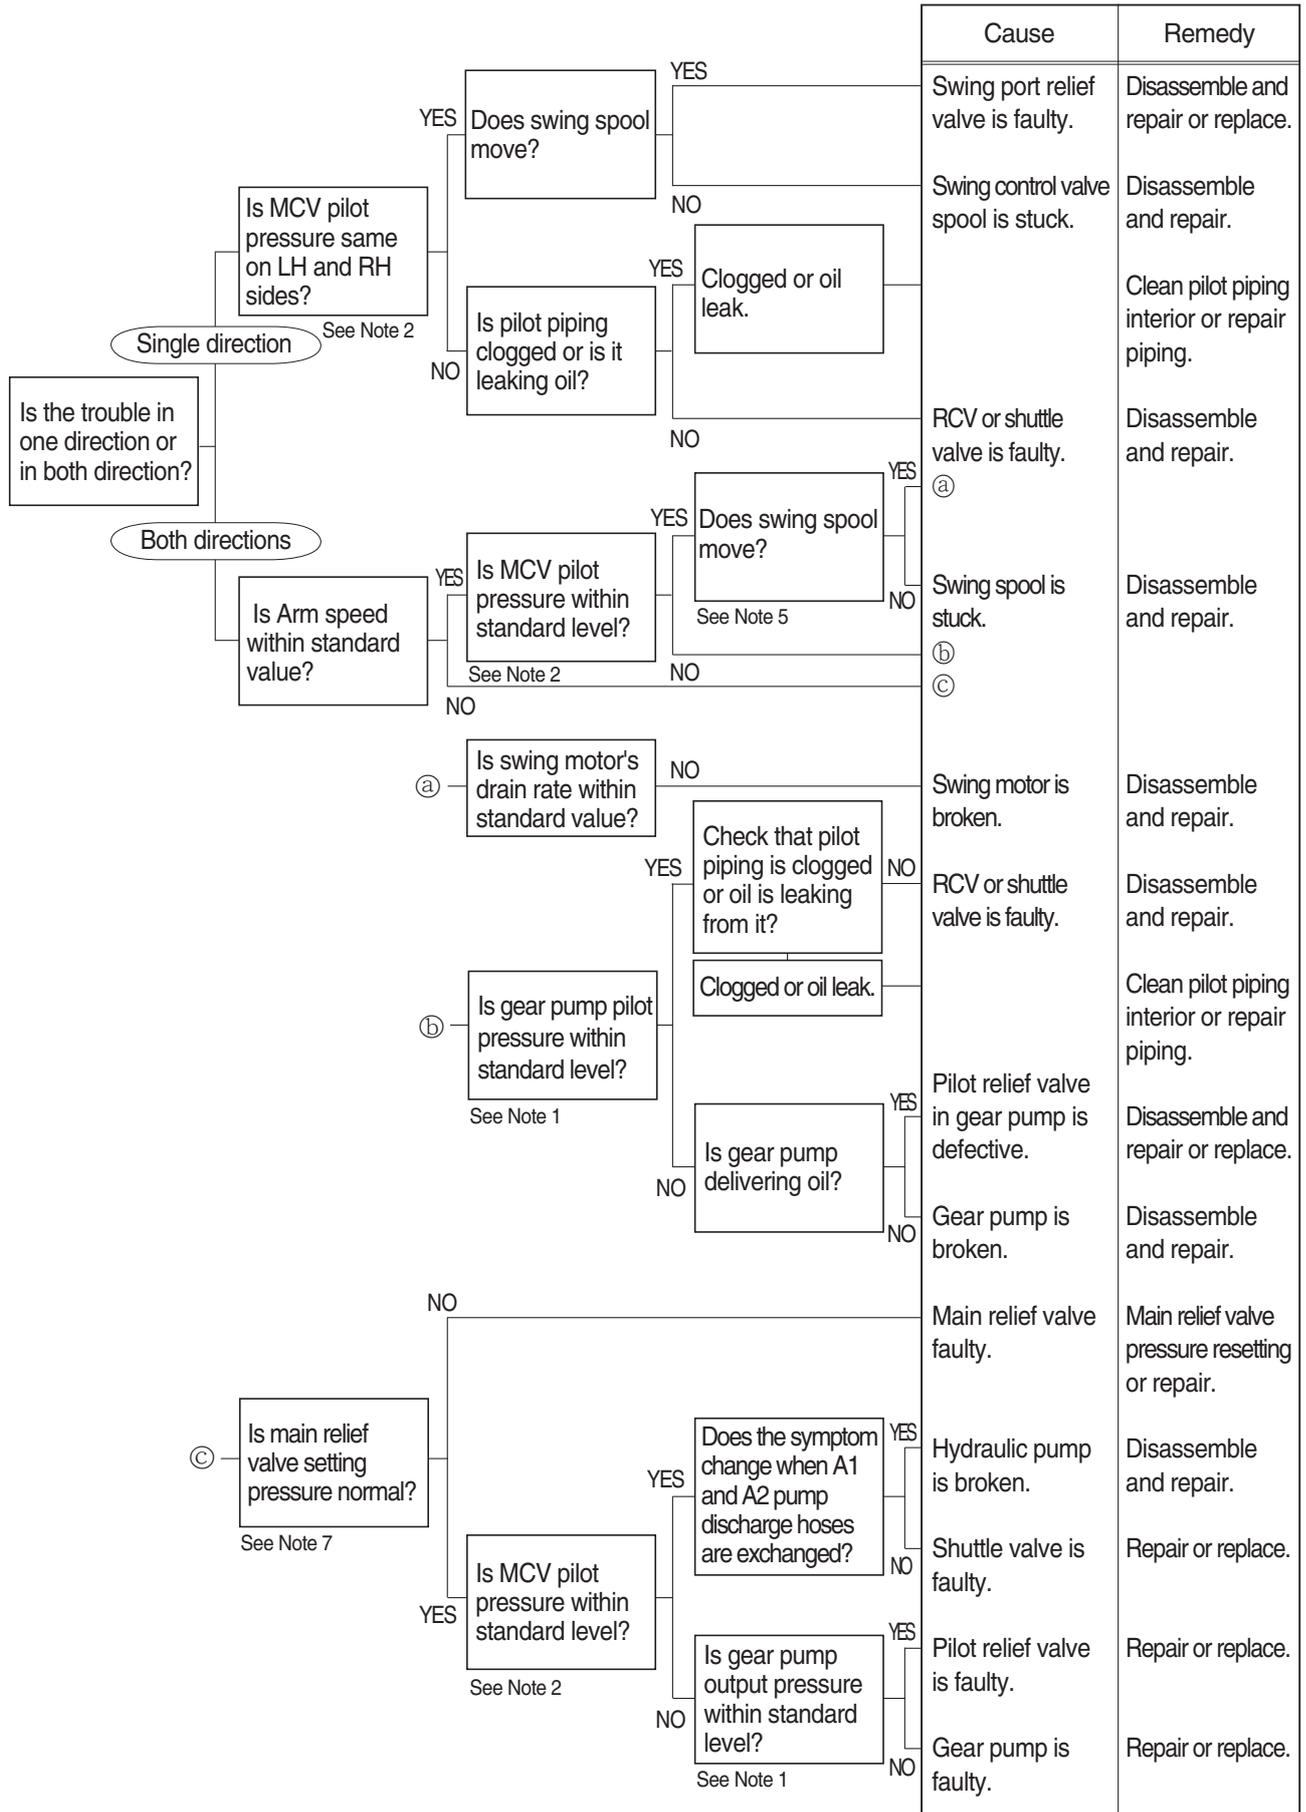 Cause
Remedy
YES
Swing port relief
valve is faulty.
Disassemble and
repair or replace.
YES
Does swing spool
move?
NO
Swing control valve
spool is stuck.
Disassemble
and repair.
Is MCV pilot
pressure same
on LH and RH
sides?
See Note 2
YES
Clogged or oil
leak.
Clean pilot piping
interior or repair
piping.
Single direction
NO
Is pilot piping
clogged or is it
leaking oil?
NO
RCV or shuttle
valve is faulty.
Disassemble
and repair.
Is the trouble in
one direction or
in both direction?
Both directions
YES
ⓐ
YES
Does swing spool
move?
See Note 5
NO
Swing spool is
stuck.
Disassemble
and repair.
YES
Is MCV pilot
pressure within
standard level?
See Note 2
NO
ⓑ
Is Arm speed
within standard
value?
NO
ⓒ
ⓐ
Is swing motor's
drain rate within
standard value?
NO
Swing motor is
broken.
Disassemble
and repair.
YES
Check that pilot
piping is clogged
or oil is leaking
from it?
NO
RCV or shuttle
valve is faulty.
Disassemble
and repair.
Clogged or oil leak.
Clean pilot piping
interior or repair
piping.
ⓑ
Is gear pump pilot
pressure within
standard level?
See Note 1
YES
Pilot relief valve
in gear pump is
defective.
Disassemble and
repair or replace.
NO
Is gear pump
delivering oil?
NO
Gear pump is
broken.
Disassemble
and repair.
NO
Main relief valve
faulty.
Main relief valve
pressure resetting
or repair.
ⓒ
Is main relief
valve setting
pressure normal?
See Note 7
YES
Does the symptom
change when A1
and A2 pump
discharge hoses
are exchanged?
YES
Hydraulic pump
is broken.
Disassemble
and repair.
NO
Shuttle valve is
faulty.
Repair or replace.
YES
Is MCV pilot
pressure within
standard level?
See Note 2
NO
Is gear pump
output pressure
within standard
level?
See Note 1
YES
Pilot relief valve
is faulty.
Repair or replace.
NO
Gear pump is
faulty.
Repair or replace.